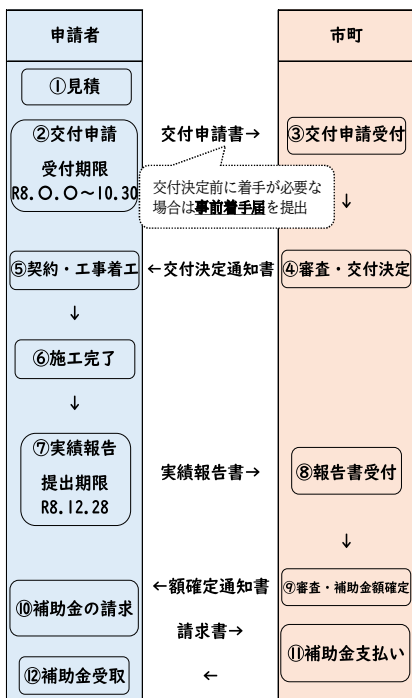 申請者
市町
①見積
②交付申請
受付期限
R8.〇.〇～10.30
交付申請書→
③交付申請受付
交付決定前に着手が必要な
場合は事前着手届を提出
↓
⑤契約・工事着工
←交付決定通知書
④審査・交付決定
↓
⑥施工完了
↓
⑦実績報告
提出期限
R8.12.28
実績報告書→
⑧報告書受付
↓
←額確定通知書
⑨審査・補助金額確定
⑩補助金の請求
請求書→
⑪補助金支払い
⑫補助金受取
←